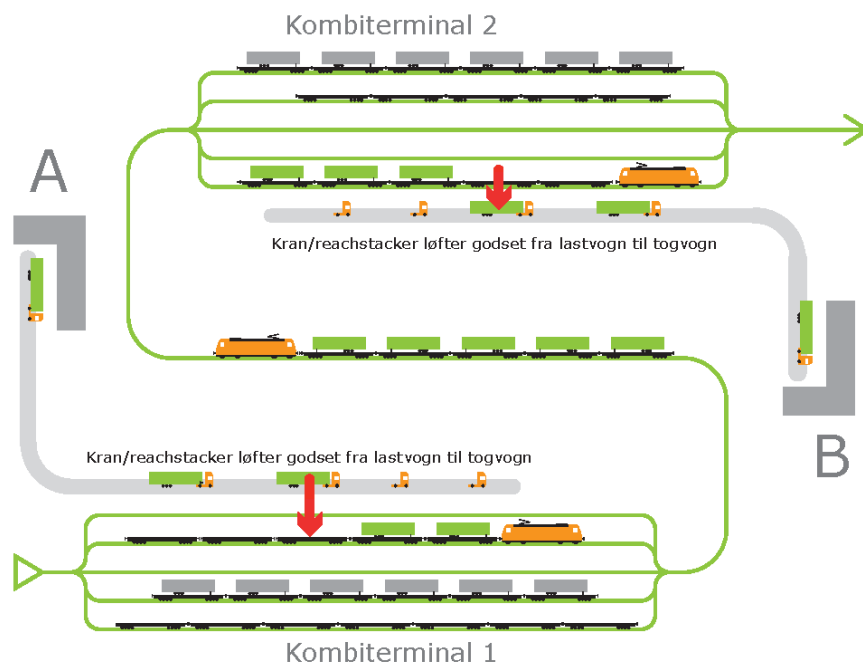 Kombiterminal 2
A
Kran/reachstacker løfter godset fra lastvogn til togvogn
B
Kran/reachstacker løfter godset fra lastvogn til togvogn
Kombiterminal 1